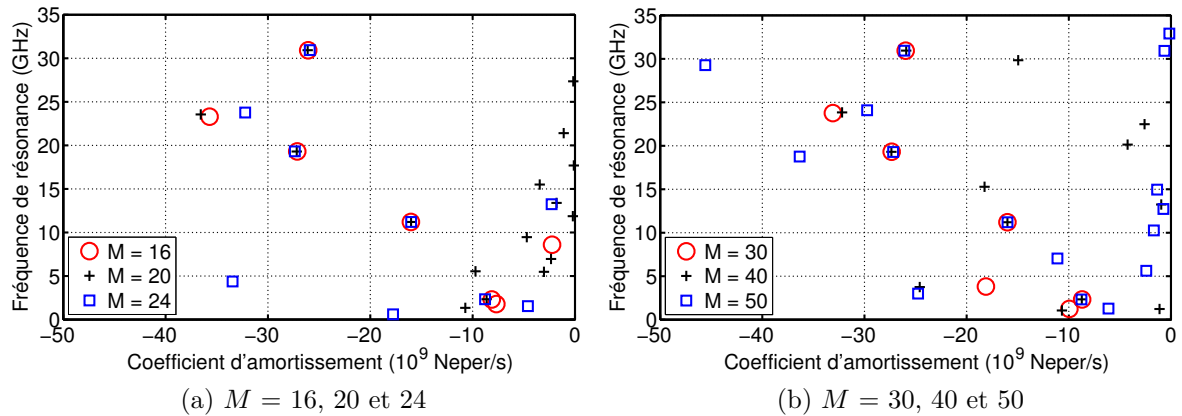 35
30
25
20
15
10
5
0
−50
−40
−30
−20
−10
0
Fréquence de résonance (GHz)
M = 16
M = 20
M = 24
Coefficient d'amortissement (10⁹ Neper/s)
(a) M = 16, 20 et 24
35
30
25
20
15
10
5
0
−50
−40
−30
−20
−10
0
Fréquence de résonance (GHz)
M = 30
M = 40
M = 50
Coefficient d'amortissement (10⁹ Neper/s)
(b) M = 30, 40 et 50